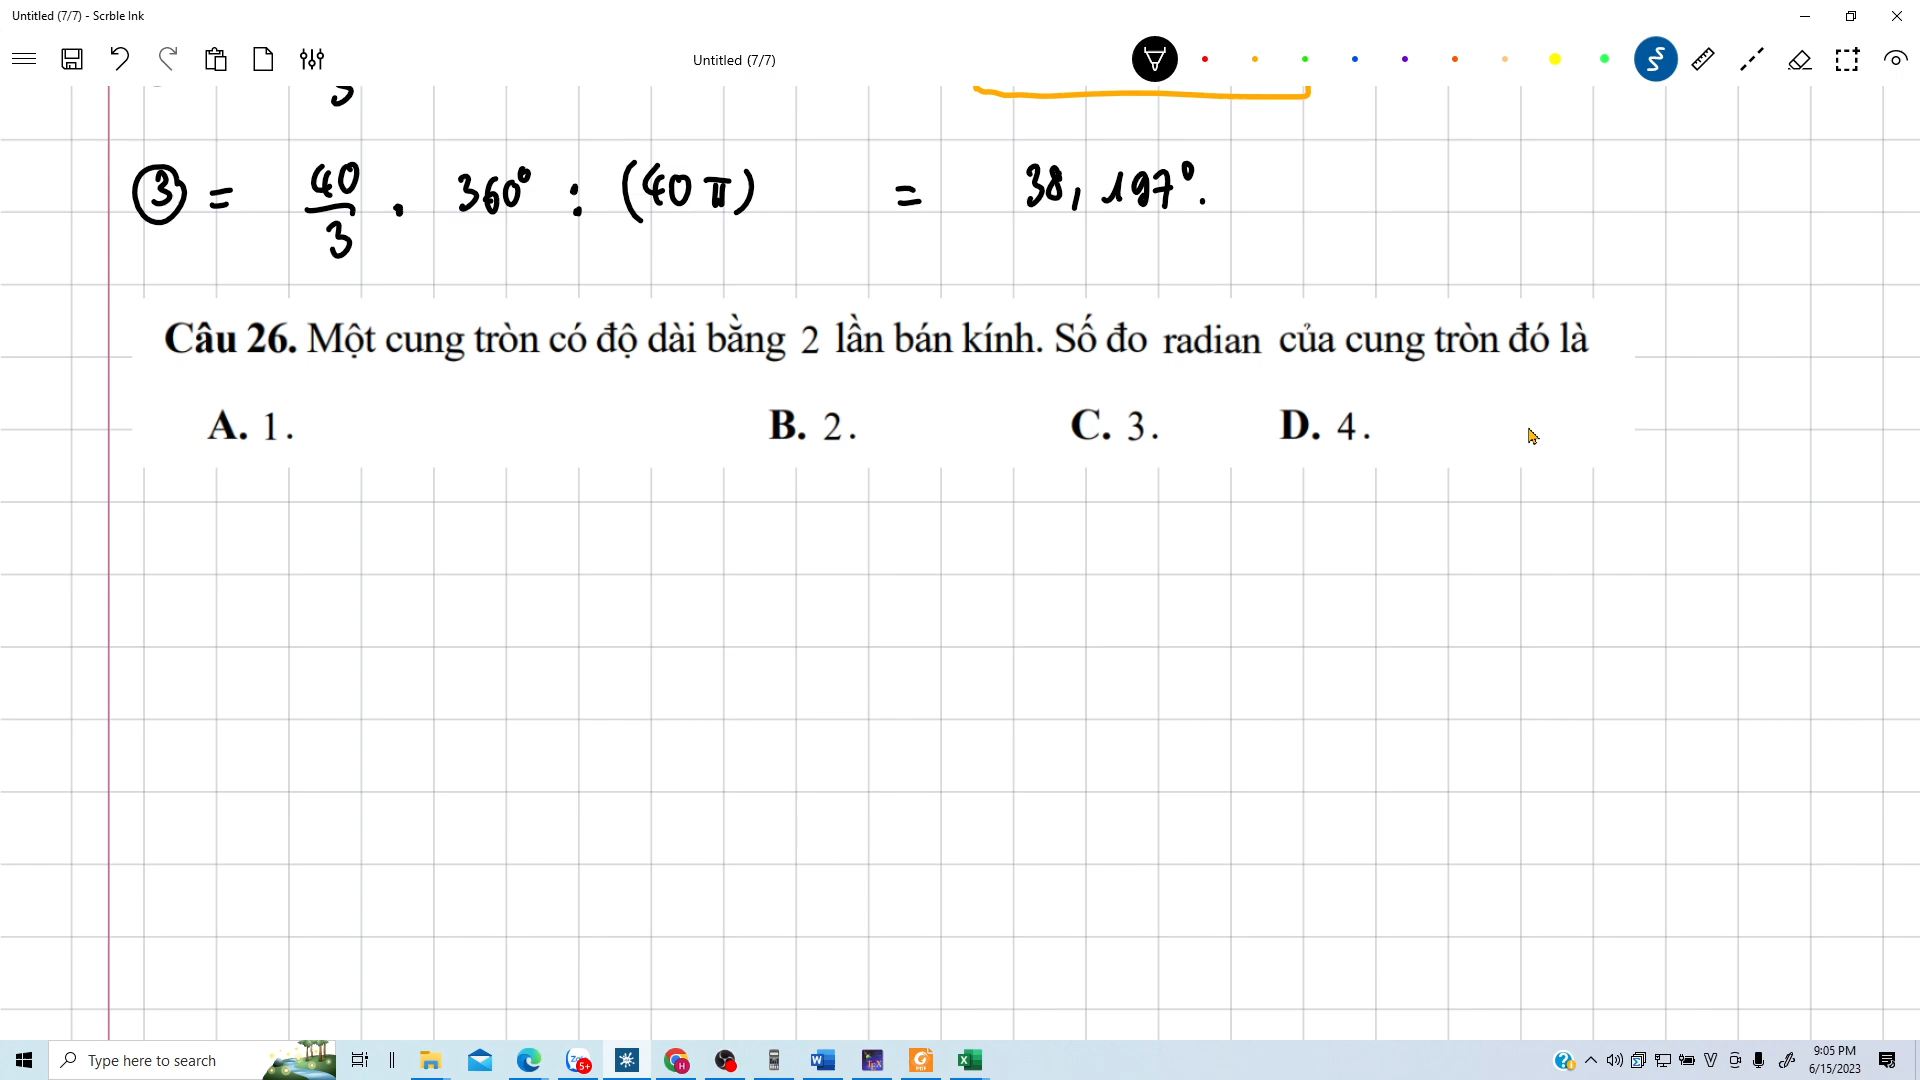 Untitled (7/7) - Scrble Ink
Untitled (7/7)
3
③ = 40/3 . 360° : (40 π) = 38,197°.
Câu 26. Một cung tròn có độ dài bằng 2 lần bán kính. Số đo radian của cung tròn đó là
A. 1. B. 2. C. 3. D. 4.
Type here to search
9:05 PM
6/15/2023